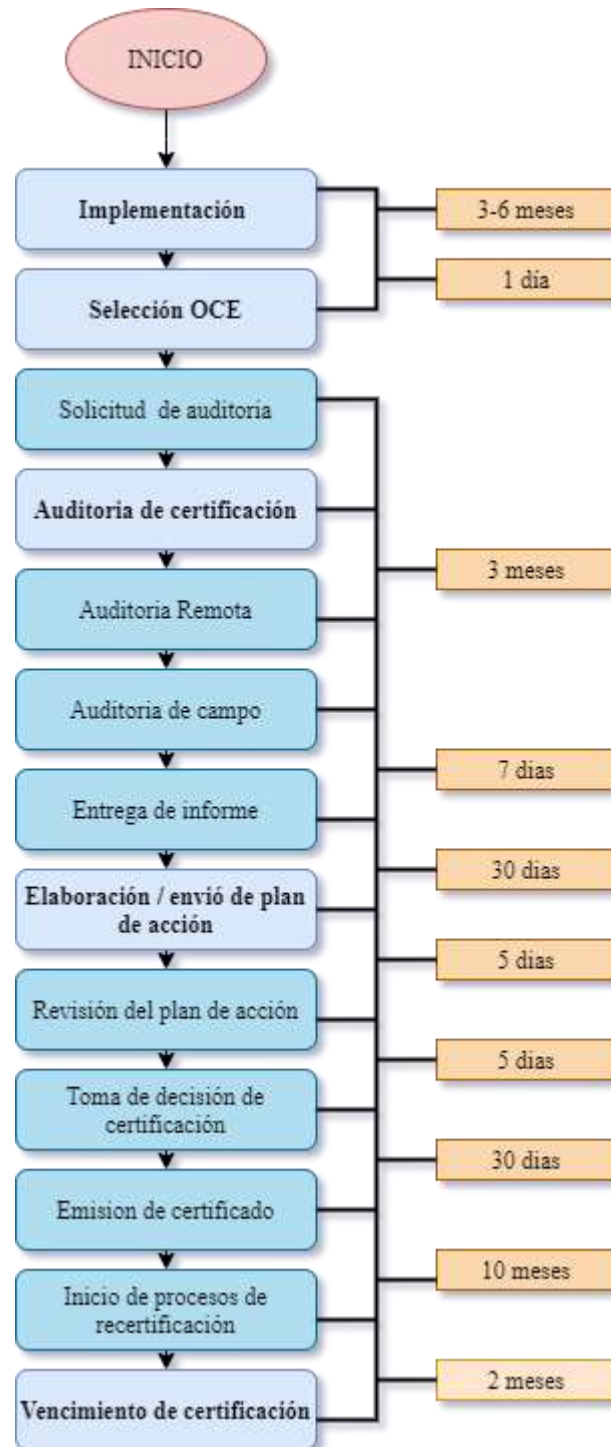 INICIO
Implementación
3-6 meses
1 día
Selección OCE
Solicitud de auditoria
Auditoria de certificación
3 meses
Auditoria Remota
Auditoria de campo
7 dias
Entrega de informe
30 dias
Elaboración / envió de plan
de acción
5 dias
Revisión del plan de acción
5 dias
Toma de decisión de
certificación
30 dias
Emision de certificado
10 meses
Inicio de procesos de
recertificación
2 meses
Vencimiento de certificación